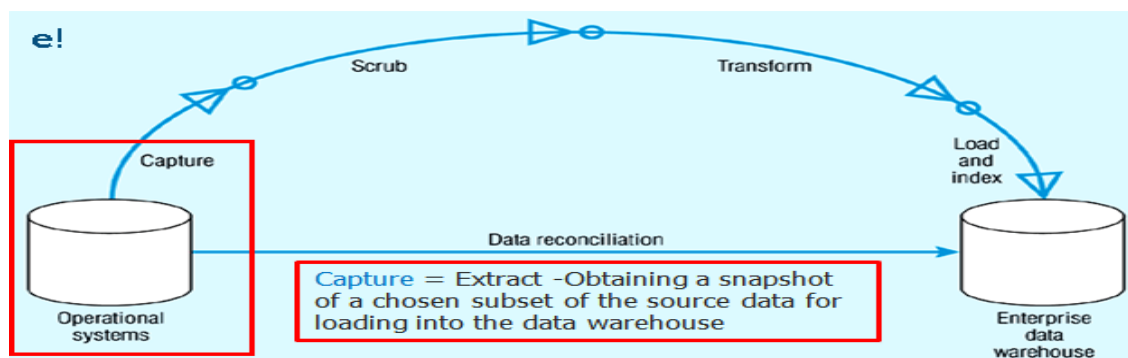 e!
Scrub
Transform
Capture
Load
and
index
Data reconciliation
Capture = Extract -Obtaining a snapshot
of a chosen subset of the source data for
loading into the data warehouse
Operational
systems
Enterprise
data
warehouse